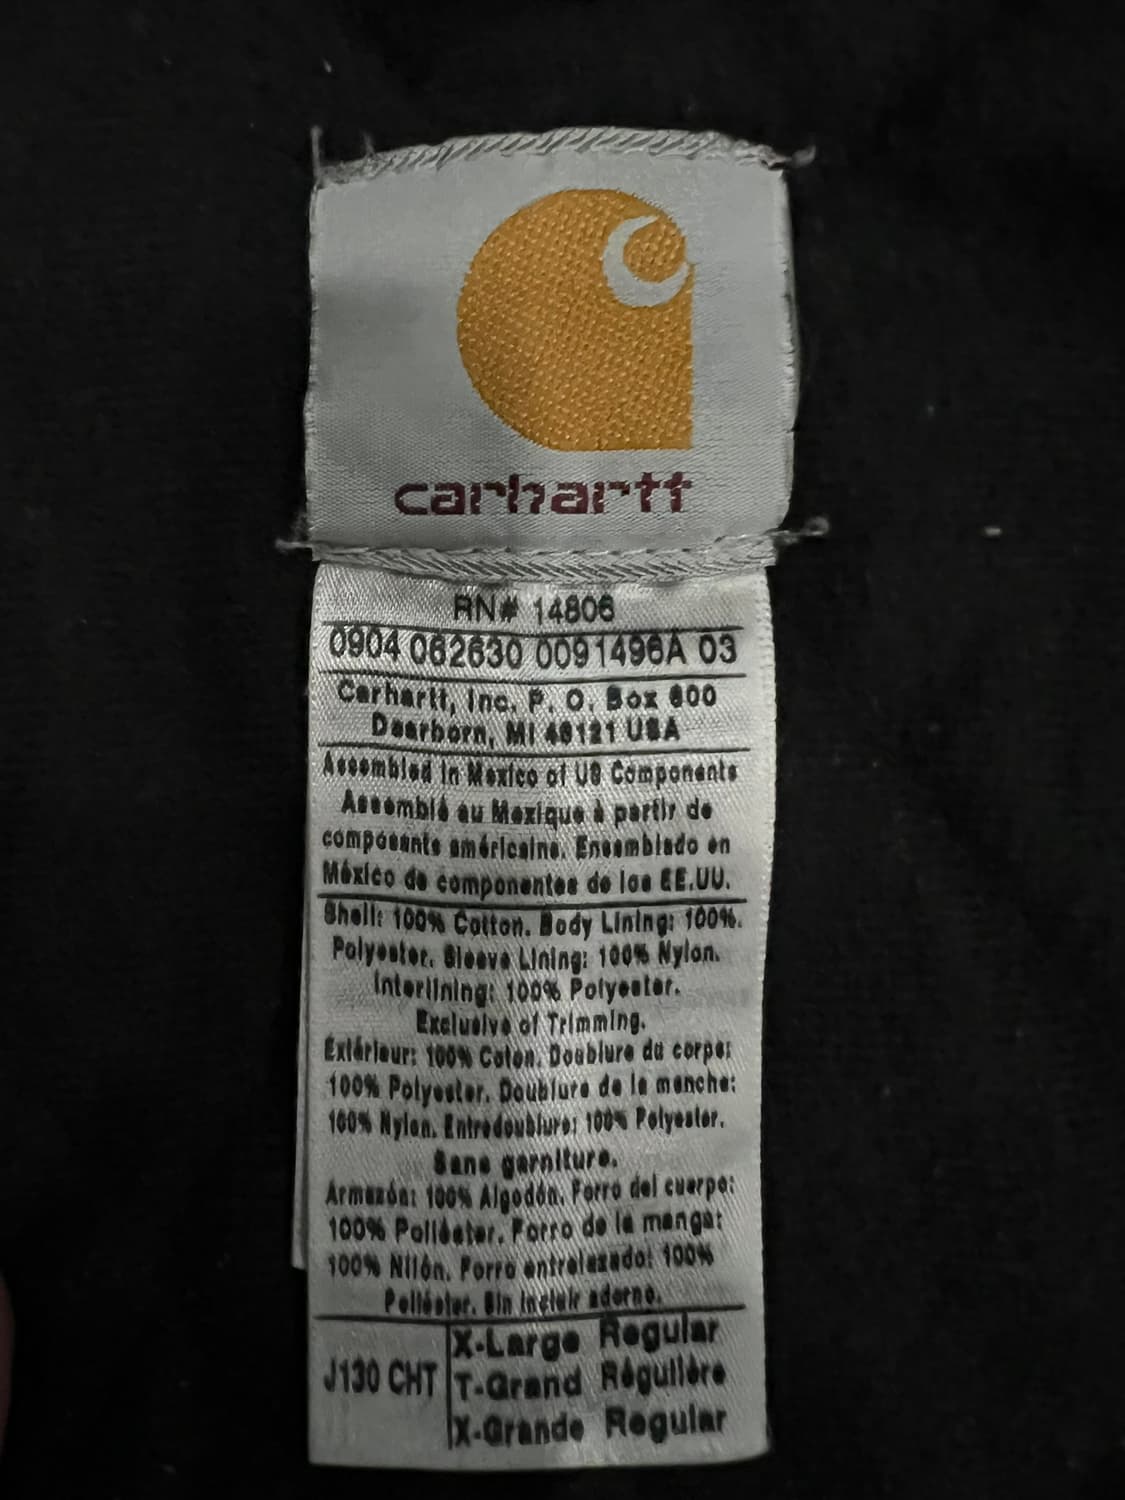 carhartt
RN# 14806
0904 062630 0091496A 03
Carhartt, Inc. P. O. Box 600
Dearborn, MI 48121 USA
Assembled in Mexico of US Components
Assemblé au Mexique à partir de
composants américains. Ensamblado en
México de componentes de los EE.UU.
Shell: 100% Cotton. Body Lining: 100%.
Polyester. Sleeve Lining: 100% Nylon.
Interlining: 100% Polyester.
Exclusive of Trimming.
Extérieur: 100% Coton. Doublure du corps:
100% Polyester. Doublure de la manche:
100% Nylon. Entredoublure: 100% Polyester.
Sans garniture.
Armazón: 100% Algodón. Forro del cuerpo:
100% Poliéster. Forro de la manga:
100% Nilón. Forro entrelazado: 100%
Poliéster. Sin incluir adorno.
J130 CHT
X-Large Regular
T-Grand Régulière
X-Grande Regular